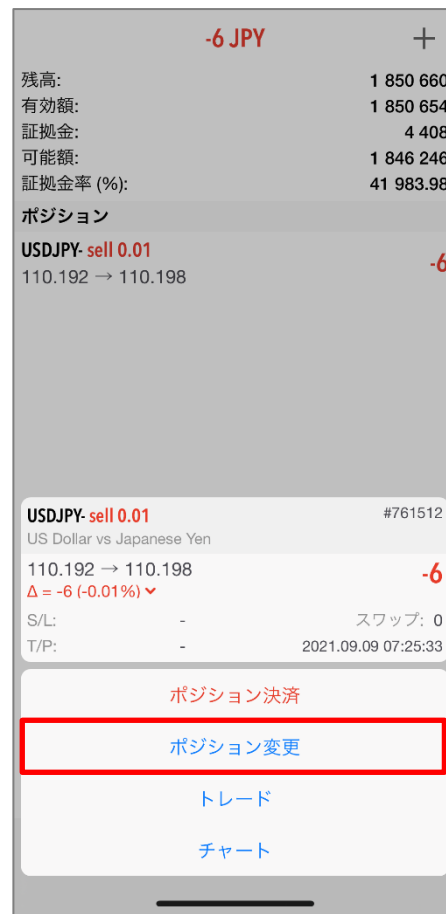 -6 JPY +
残高: 1 850 660
有効額: 1 850 654
証拠金: 4 408
可能額: 1 846 246
証拠金率 (%): 41 983.98
ポジション
USDJPY- sell 0.01 -6
110.192 → 110.198
USDJPY- sell 0.01 #761512
US Dollar vs Japanese Yen
110.192 → 110.198 -6
Δ = -6 (-0.01%)
S/L: - スワップ: 0
T/P: - 2021.09.09 07:25:33
ポジション決済
ポジション変更
トレード
チャート